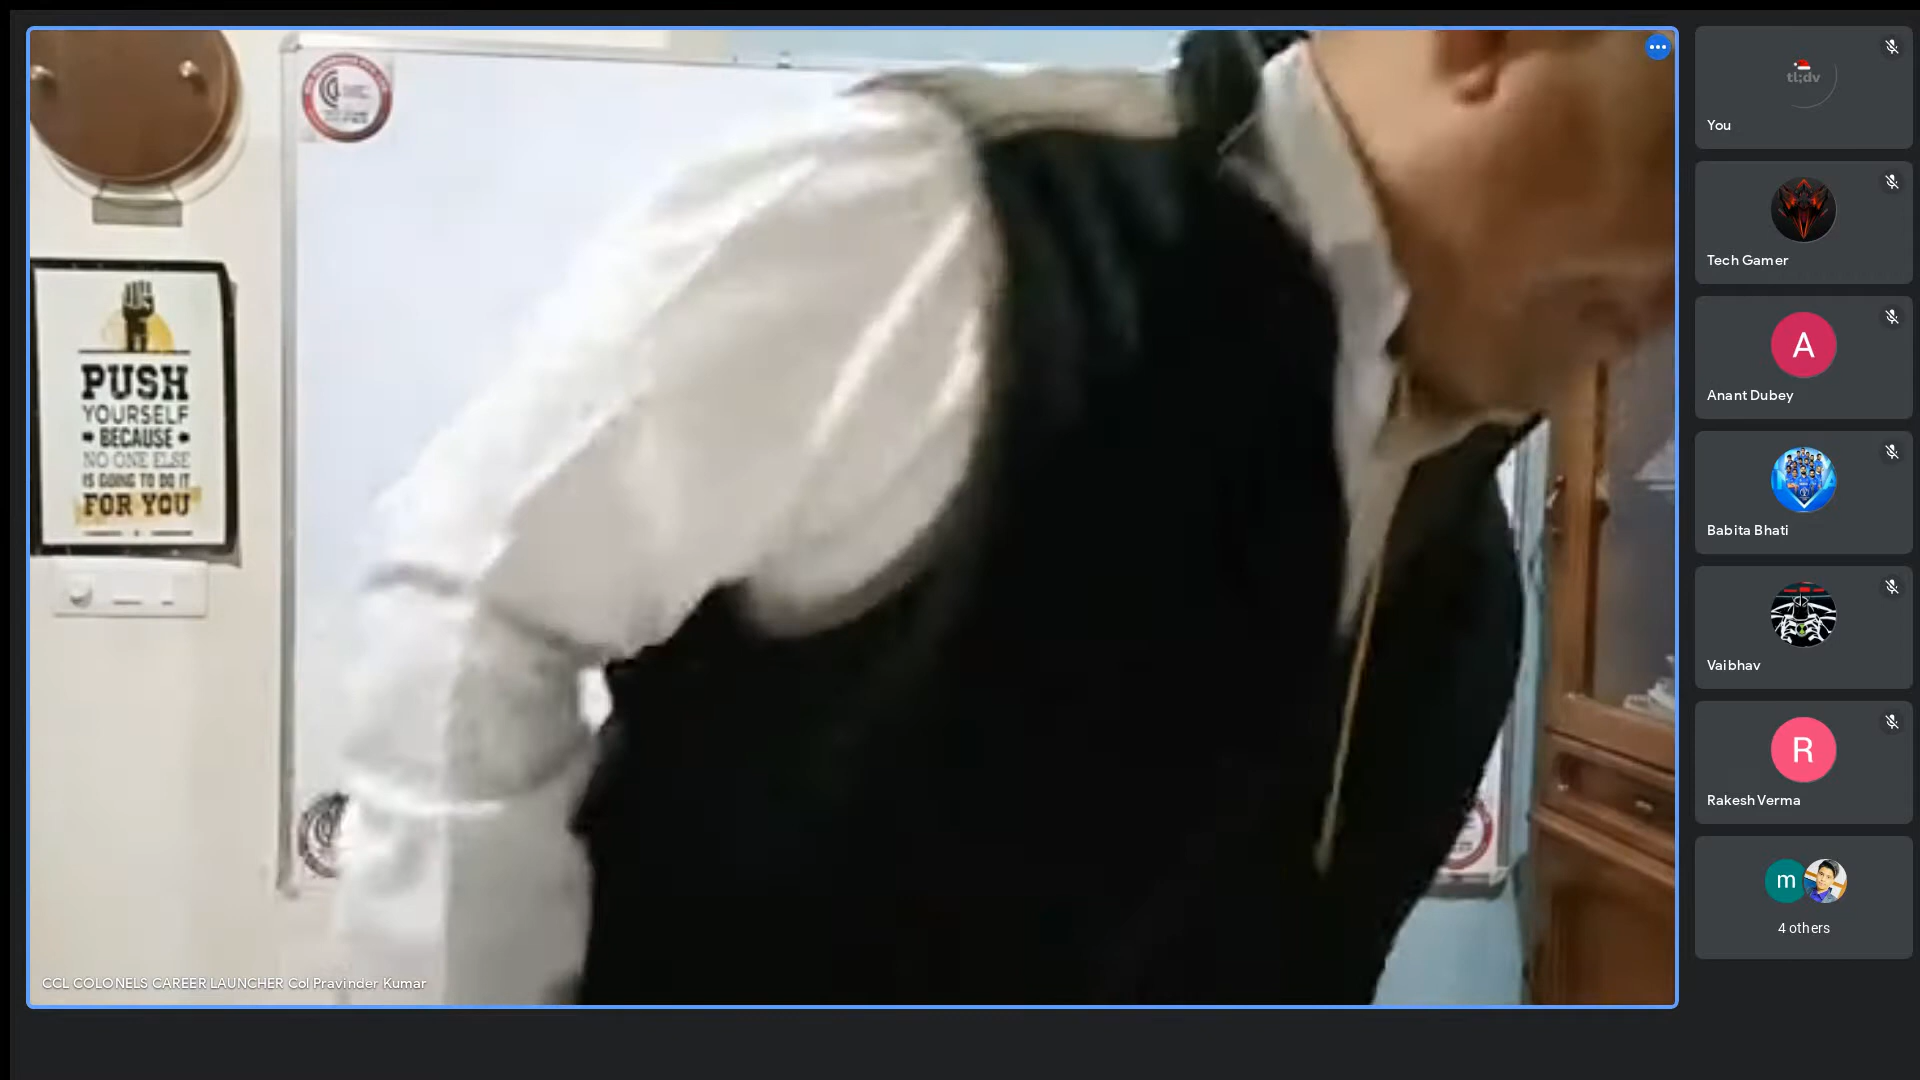 PUSH
YOURSELF
BECAUSE
NO ONE ELSE
IS GOING TO DO IT
FOR YOU
CCL COLONELS CAREER LAUNCHER Col Pravinder Kumar
tl;dv
You
Tech Gamer
A
Anant Dubey
Babita Bhati
Vaibhav
R
Rakesh Verma
m
4 others